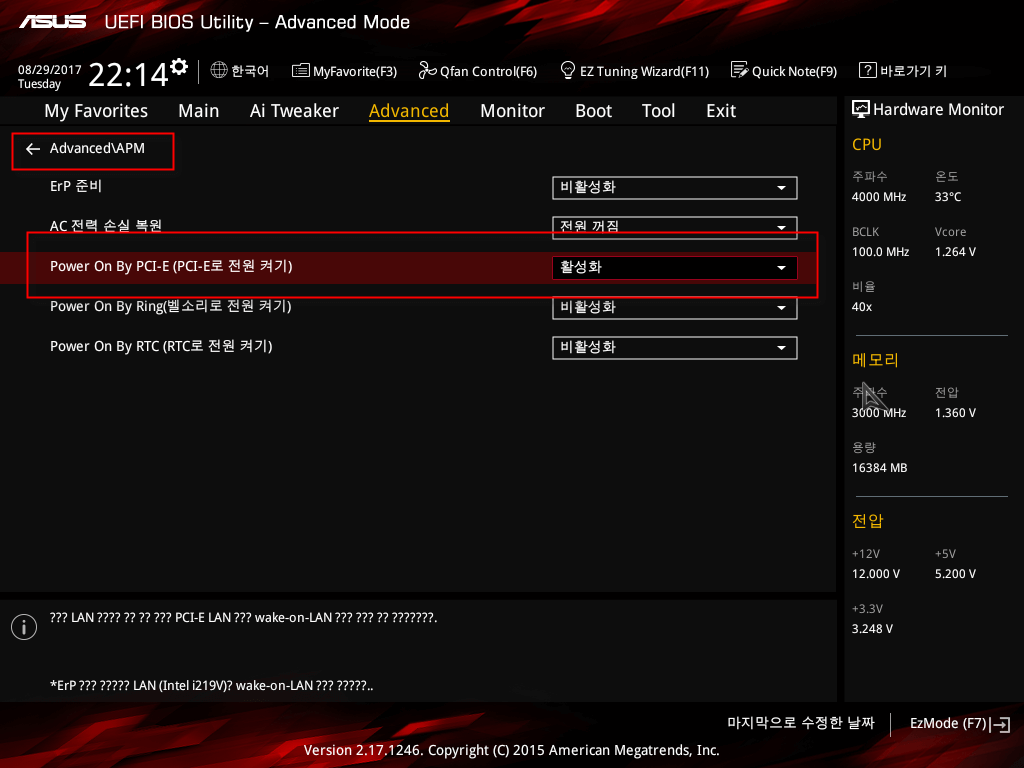 ASUS UEFI BIOS Utility – Advanced Mode
08/29/2017
Tuesday
22:14
한국어 MyFavorite(F3) Qfan Control(F6) EZ Tuning Wizard(F11) Quick Note(F9) ? 바로가기 키
My Favorites Main Ai Tweaker Advanced Monitor Boot Tool Exit
Advanced\APM
ErP 준비 비활성화
AC 전력 손실 복원 전원 꺼짐
Power On By PCI-E (PCI-E로 전원 켜기) 활성화
Power On By Ring(벨소리로 전원 켜기) 비활성화
Power On By RTC (RTC로 전원 켜기) 비활성화
Hardware Monitor
CPU
주파수 온도
4000 MHz 33°C
BCLK Vcore
100.0 MHz 1.264 V
비율
40x
메모리
주파수 전압
3000 MHz 1.360 V
용량
16384 MB
전압
+12V +5V
12.000 V 5.200 V
+3.3V
3.248 V
??? LAN ???? ?? ?? ??? PCI-E LAN ??? wake-on-LAN ??? ??? ?? ???????.
*ErP ??? ????? LAN (Intel i219V)? wake-on-LAN ??? ?????..
마지막으로 수정한 날짜 EzMode (F7)
Version 2.17.1246. Copyright (C) 2015 American Megatrends, Inc.